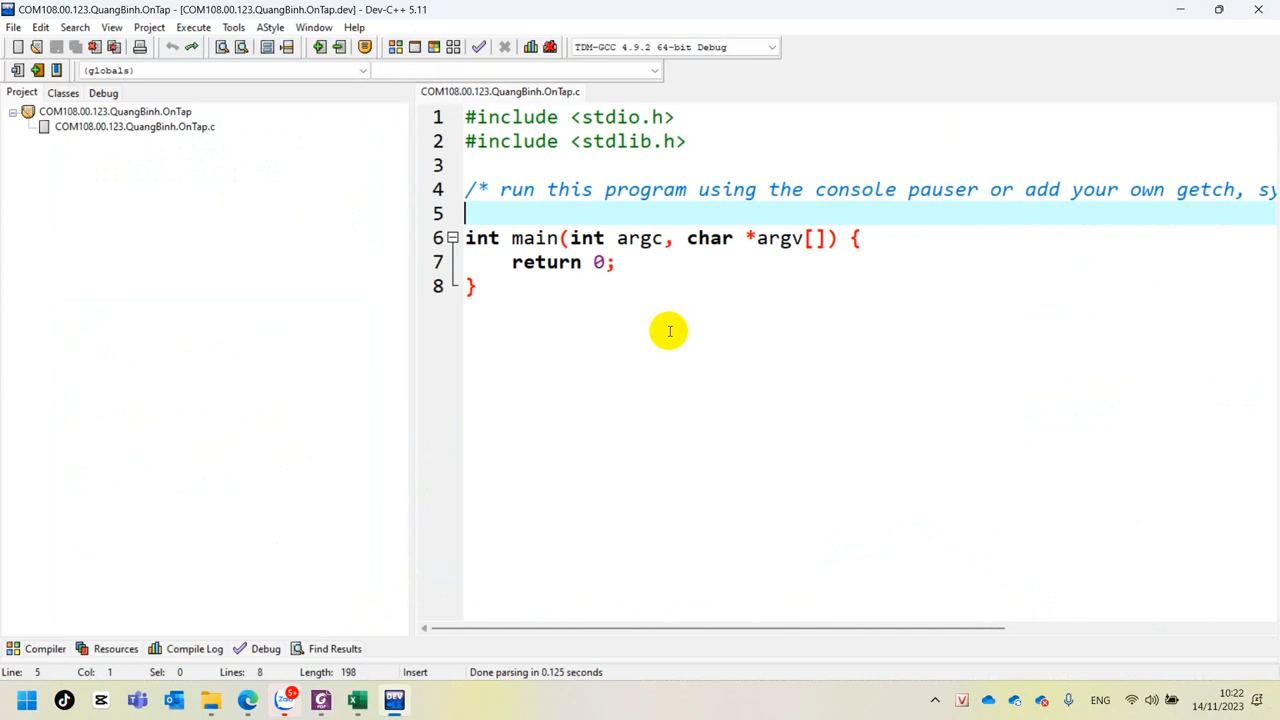 COM108.00.123.QuangBinh.OnTap - [COM108.00.123.QuangBinh.OnTap.dev] - Dev-C++ 5.11
File Edit Search View Project Execute Tools AStyle Window Help
TDM-GCC 4.9.2 64-bit Debug
(globals)
Project Classes Debug
COM108.00.123.QuangBinh.OnTap.c
COM108.00.123.QuangBinh.OnTap
COM108.00.123.QuangBinh.OnTap.c
1 #include <stdio.h>
2 #include <stdlib.h>
3
4 /* run this program using the console pauser or add your own getch, sy
5
6 int main(int argc, char *argv[]) {
7 return 0;
8 }
Compiler Resources Compile Log Debug Find Results
Line: 5 Col: 1 Sel: 0 Lines: 8 Length: 198 Insert Done parsing in 0.125 seconds
5+
Zalo
PDF
DEV
V
ENG
10:22
14/11/2023